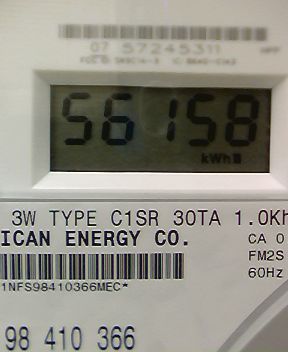 07 57245311
56158
kWh
3W TYPE C1SR 30TA 1.0Kh
ICAN ENERGY CO.
CA 0
FM2S
60Hz
1NFS98410366MEC*
98 410 366